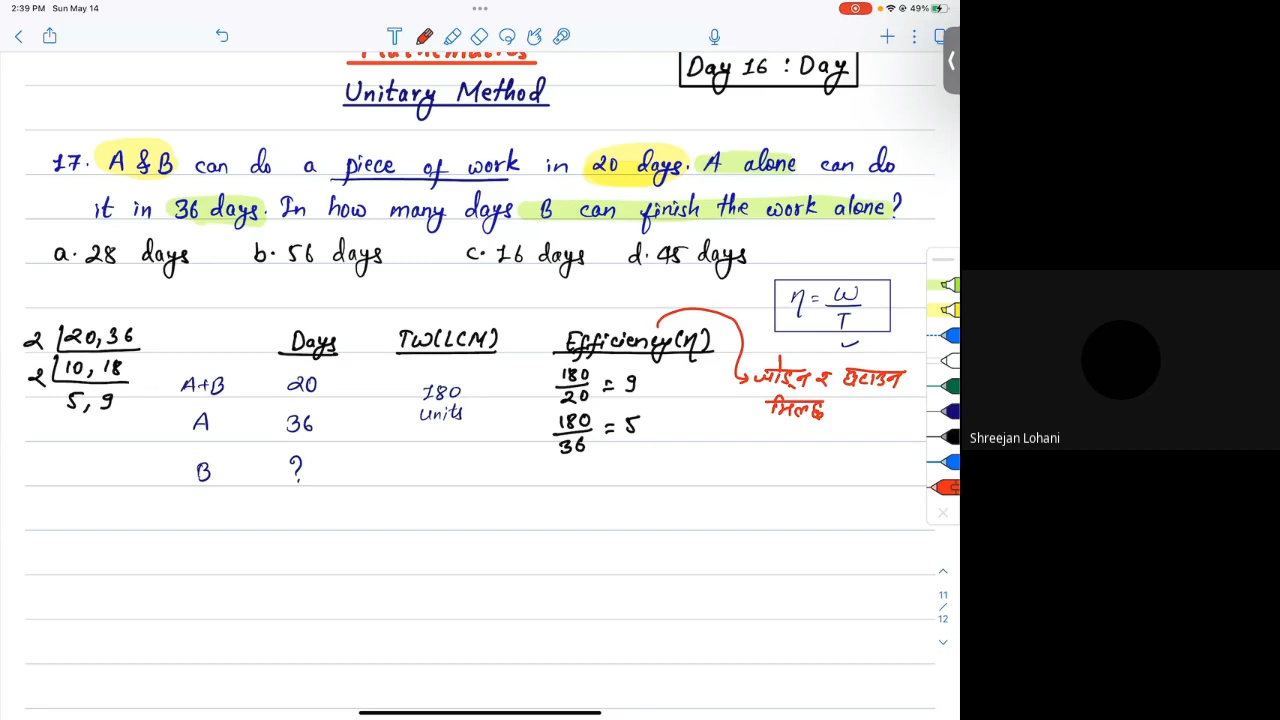 2:39 PM Sun May 14
49%
Mathematics
Day 16 : Day
Unitary Method
17. A & B can do a piece of work in 20 days. A alone can do
it in 36 days. In how many days B can finish the work alone?
a. 28 days b. 56 days c. 16 days d. 45 days
η = W/T
2 20, 36
2 10, 18
5, 9
Days TW(LCM) Efficiency(η)
A+B 20 180 units 180/20 = 9
A 36 180/36 = 5
B ?
जोड्न र घटाउन
मिल्छ
Shreejan Lohani
11
/
12